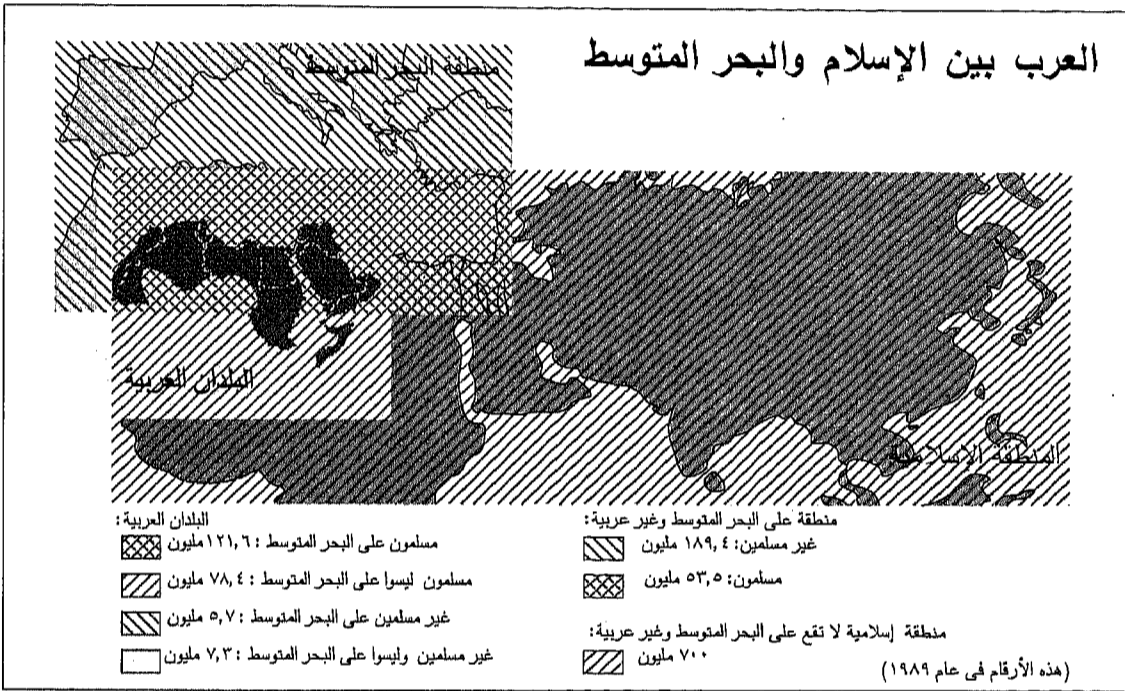 العرب بين الإسلام والبحر المتوسط
منطقة البحر المتوسط
البلدان العربية
المنطقة الإسلامية
منطقة على البحر المتوسط وغير عربية:
غير مسلمين: ١٨٩,٤ مليون
مسلمون: ٥٣,٥ مليون
منطقة إسلامية لا تقع على البحر المتوسط وغير عربية:
٧٠٠ مليون
(هذه الأرقام فى عام ١٩٨٩)
البلدان العربية:
مسلمون على البحر المتوسط : ١٢١,٦ مليون
مسلمون ليسوا على البحر المتوسط : ٧٨,٤ مليون
غير مسلمين على البحر المتوسط : ٥,٧ مليون
غير مسلمين وليسوا على البحر المتوسط : ٧,٣ مليون